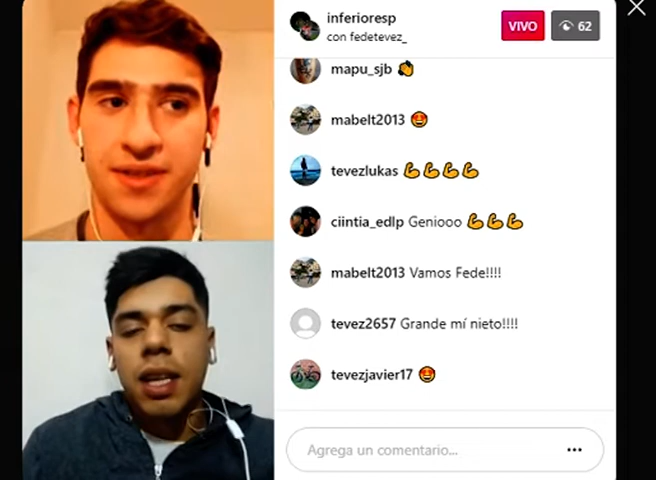 inferioresp
con fedetevez_
VIVO
62
mapu_sjb 👏
mabelt2013 🤩
tevezlukas 💪💪💪💪
ciintia_edlp Geniooo 💪💪💪
mabelt2013 Vamos Fede!!!!
tevez2657 Grande mí nieto!!!!
tevezjavier17 🤩
Agrega un comentario...